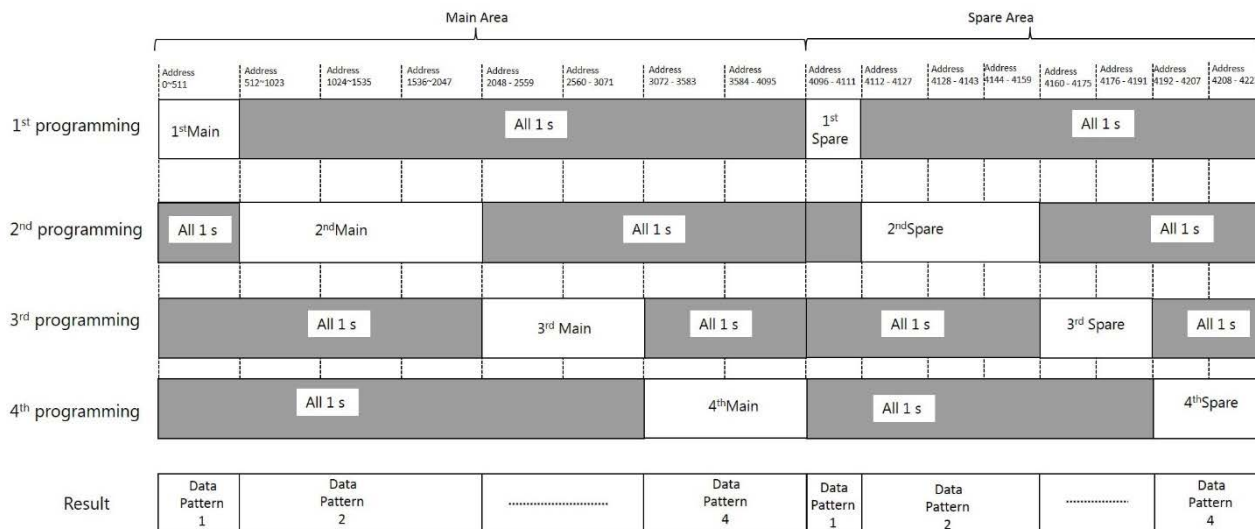 Main Area
Spare Area
Address
0~511
Address
512~1023
Address
1024~1535
Address
1536~2047
Address
2048 - 2559
Address
2560 - 3071
Address
3072 - 3583
Address
3584 - 4095
Address
4096 - 4111
Address
4112 - 4127
Address
4128 - 4143
Address
4144 - 4159
Address
4160 - 4175
Address
4176 - 4191
Address
4192 - 4207
Address
4208 - 422
1st programming
1stMain
All 1 s
1st
Spare
All 1 s
2nd programming
All 1 s
2ndMain
All 1 s
2ndSpare
All 1 s
3rd programming
All 1 s
3rd Main
All 1 s
All 1 s
3rd Spare
All 1 s
4th programming
All 1 s
4thMain
All 1 s
4thSpare
Result
Data
Pattern
1
Data
Pattern
2
.....................
Data
Pattern
4
Data
Pattern
1
Data
Pattern
2
.................
Data
Pattern
4